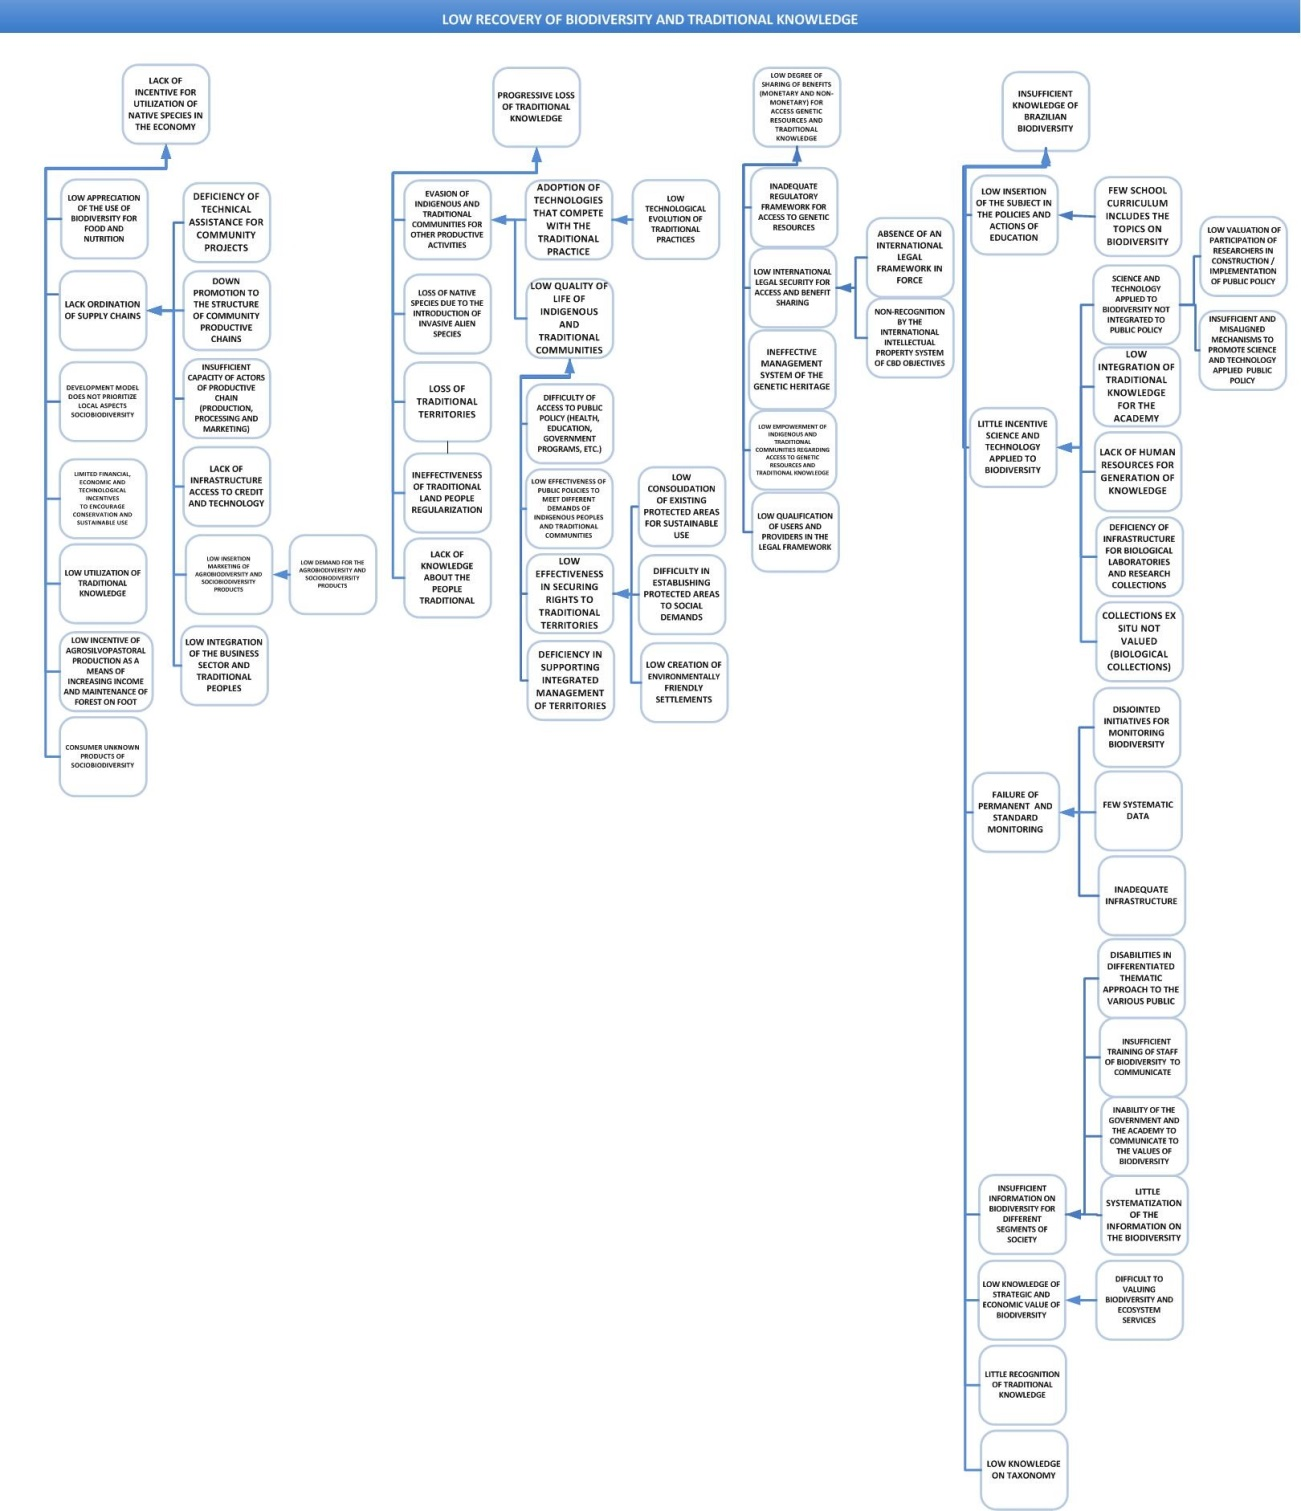 LOW RECOVERY OF BIODIVERSITY AND TRADITIONAL KNOWLEDGE
LACK OF
INCENTIVE FOR
UTILIZATION OF
NATIVE SPECIES IN
THE ECONOMY
LOW APPRECIATION
OF THE USE OF
BIODIVERSITY FOR
FOOD AND
NUTRITION
LACK ORDINATION
OF SUPPLY CHAINS
DEVELOPMENT MODEL
DOES NOT PRIORITIZE
LOCAL ASPECTS
SOCIOBIODIVERSITY
LIMITED FINANCIAL,
ECONOMIC AND
TECHNOLOGICAL
INCENTIVES
TO ENCOURAGE
CONSERVATION AND
SUSTAINABLE USE
LOW UTILIZATION OF
TRADITIONAL
KNOWLEDGE
LOW INCENTIVE OF
AGROSILVOPASTORAL
PRODUCTION AS A
MEANS OF
INCREASING INCOME
AND MAINTENANCE OF
FOREST ON FOOT
CONSUMER UNKNOWN
PRODUCTS OF
SOCIOBIODIVERSITY
DEFICIENCY OF
TECHNICAL
ASSISTANCE FOR
COMMUNITY
PROJECTS
DOWN
PROMOTION TO
THE STRUCTURE
OF COMMUNITY
PRODUCTIVE
CHAINS
INSUFFICIENT
CAPACITY OF ACTORS
OF PRODUCTIVE
CHAIN
(PRODUCTION,
PROCESSING AND
MARKETING)
LACK OF
INFRASTRUCTURE
ACCESS TO CREDIT
AND TECHNOLOGY
LOW INSERTION
MARKETING OF
AGROBIODIVERSITY AND
SOCIOBIODIVERSITY
PRODUCTS
LOW DEMAND FOR THE
AGROBIODIVERSITY AND
SOCIOBIODIVERSITY
PRODUCTS
LOW INTEGRATION
OF THE BUSINESS
SECTOR AND
TRADITIONAL
PEOPLES
PROGRESSIVE LOSS
OF TRADITIONAL
KNOWLEDGE
EVASION OF
INDIGENOUS AND
TRADITIONAL
COMMUNITIES FOR
OTHER PRODUCTIVE
ACTIVITIES
LOSS OF NATIVE
SPECIES DUE TO THE
INTRODUCTION OF
INVASIVE ALIEN
SPECIES
LOSS OF
TRADITIONAL
TERRITORIES
INEFFECTIVENESS
OF TRADITIONAL
LAND PEOPLE
REGULARIZATION
LACK OF
KNOWLEDGE
ABOUT THE
PEOPLE
TRADITIONAL
ADOPTION OF
TECHNOLOGIES
THAT COMPETE
WITH THE
TRADITIONAL
PRACTICE
LOW
TECHNOLOGICAL
EVOLUTION OF
TRADITIONAL
PRACTICES
LOW QUALITY OF
LIFE OF
INDIGENOUS
AND
TRADITIONAL
COMMUNITIES
DIFFICULTY OF
ACCESS TO PUBLIC
POLICY (HEALTH,
EDUCATION,
GOVERNMENT
PROGRAMS, ETC.)
LOW EFFECTIVENESS OF
PUBLIC POLICIES TO
MEET DIFFERENT
DEMANDS OF
INDIGENOUS PEOPLES
AND TRADITIONAL
COMMUNITIES
LOW
EFFECTIVENESS
IN SECURING
RIGHTS TO
TRADITIONAL
TERRITORIES
DEFICIENCY IN
SUPPORTING
INTEGRATED
MANAGEMENT
OF TERRITORIES
LOW
CONSOLIDATION
OF EXISTING
PROTECTED AREAS
FOR SUSTAINABLE
USE
DIFFICULTY IN
ESTABLISHING
PROTECTED AREAS
TO SOCIAL
DEMANDS
LOW CREATION OF
ENVIRONMENTALLY
FRIENDLY
SETTLEMENTS
LOW DEGREE OF
SHARING OF BENEFITS
(MONETARY AND NON-
MONETARY) FOR
ACCESS GENETIC
RESOURCES AND
TRADITIONAL
KNOWLEDGE
INADEQUATE
REGULATORY
FRAMEWORK FOR
ACCESS TO GENETIC
RESOURCES
LOW INTERNATIONAL
LEGAL SECURITY FOR
ACCESS AND BENEFIT
SHARING
INEFFECTIVE
MANAGEMENT
SYSTEM OF THE
GENETIC HERITAGE
LOW EMPOWERMENT OF
INDIGENOUS AND
TRADITIONAL
COMMUNITIES REGARDING
ACCESS TO GENETIC
RESOURCES AND
TRADITIONAL KNOWLEDGE
LOW QUALIFICATION
OF USERS AND
PROVIDERS IN THE
LEGAL FRAMEWORK
ABSENCE OF AN
INTERNATIONAL
LEGAL
FRAMEWORK IN
FORCE
NON-RECOGNITION
BY THE
INTERNATIONAL
INTELLECTUAL
PROPERTY SYSTEM
OF CBD OBJECTIVES
INSUFFICIENT
KNOWLEDGE OF
BRAZILIAN
BIODIVERSITY
LOW INSERTION
OF THE SUBJECT IN
THE POLICIES AND
ACTIONS OF
EDUCATION
FEW SCHOOL
CURRICULUM
INCLUDES THE
TOPICS ON
BIODIVERSITY
LITTLE INCENTIVE
SCIENCE AND
TECHNOLOGY
APPLIED TO
BIODIVERSITY
SCIENCE AND
TECHNOLOGY
APPLIED TO
BIODIVERSITY NOT
INTEGRATED TO
PUBLIC POLICY
LOW VALUATION OF
PARTICIPATION OF
RESEARCHERS IN
CONSTRUCTION /
IMPLEMENTATION
OF PUBLIC POLICY
INSUFFICIENT AND
MISALIGNED
MECHANISMS TO
PROMOTE SCIENCE
AND TECHNOLOGY
APPLIED PUBLIC
POLICY
LOW
INTEGRATION OF
TRADITIONAL
KNOWLEDGE
FOR THE
ACADEMY
LACK OF HUMAN
RESOURCES FOR
GENERATION OF
KNOWLEDGE
DEFICIENCY OF
INFRASTRUCTURE
FOR BIOLOGICAL
LABORATORIES
AND RESEARCH
COLLECTIONS
COLLECTIONS EX
SITU NOT
VALUED
(BIOLOGICAL
COLLECTIONS)
FAILURE OF
PERMANENT AND
STANDARD
MONITORING
DISJOINTED
INITIATIVES FOR
MONITORING
BIODIVERSITY
FEW SYSTEMATIC
DATA
INADEQUATE
INFRASTRUCTURE
INSUFFICIENT
INFORMATION ON
BIODIVERSITY FOR
DIFFERENT
SEGMENTS OF
SOCIETY
DISABILITIES IN
DIFFERENTIATED
THEMATIC
APPROACH TO THE
VARIOUS PUBLIC
INSUFFICIENT
TRAINING OF STAFF
OF BIODIVERSITY TO
COMMUNICATE
INABILITY OF THE
GOVERNMENT AND
THE ACADEMY TO
COMMUNICATE TO
THE VALUES OF
BIODIVERSITY
LITTLE
SYSTEMATIZATION
OF THE
INFORMATION ON
THE BIODIVERSITY
LOW KNOWLEDGE OF
STRATEGIC AND
ECONOMIC VALUE OF
BIODIVERSITY
DIFFICULT TO
VALUING
BIODIVERSITY AND
ECOSYSTEM
SERVICES
LITTLE RECOGNITION
OF TRADITIONAL
KNOWLEDGE
LOW KNOWLEDGE
ON TAXONOMY